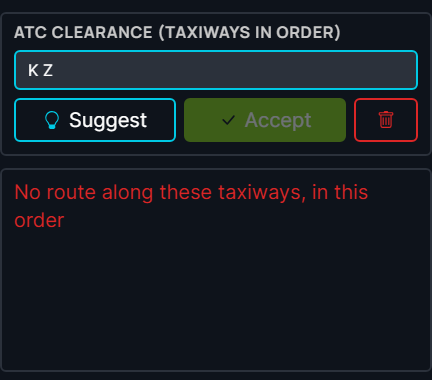 ATC CLEARANCE (TAXIWAYS IN ORDER)
K Z
Suggest
Accept
No route along these taxiways, in this
order